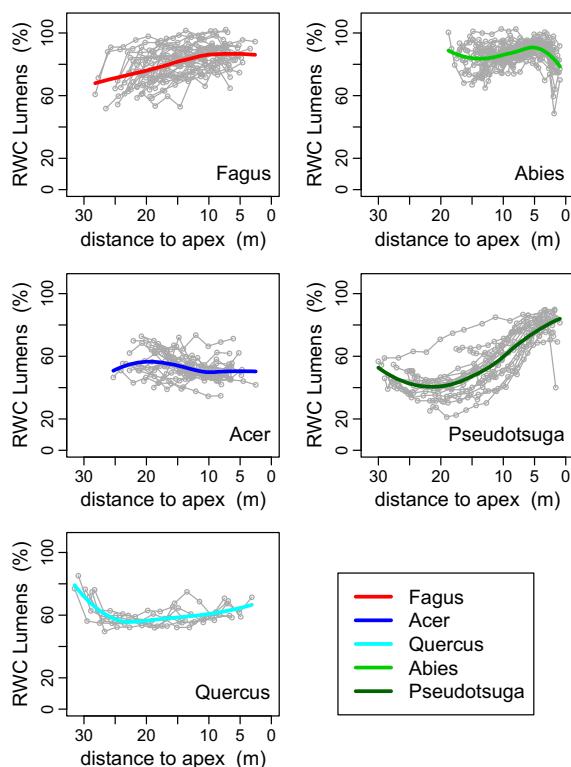 RWC Lumens (%)
100
60
20
0
Fagus
30 20 10 5 0
distance to apex (m)
RWC Lumens (%)
100
60
20
0
Abies
30 20 10 5 0
distance to apex (m)
RWC Lumens (%)
100
60
20
0
Acer
30 20 10 5 0
distance to apex (m)
RWC Lumens (%)
100
60
20
0
Pseudotsuga
30 20 10 5 0
distance to apex (m)
RWC Lumens (%)
100
60
20
0
Quercus
30 20 10 5 0
distance to apex (m)
Fagus
Acer
Quercus
Abies
Pseudotsuga